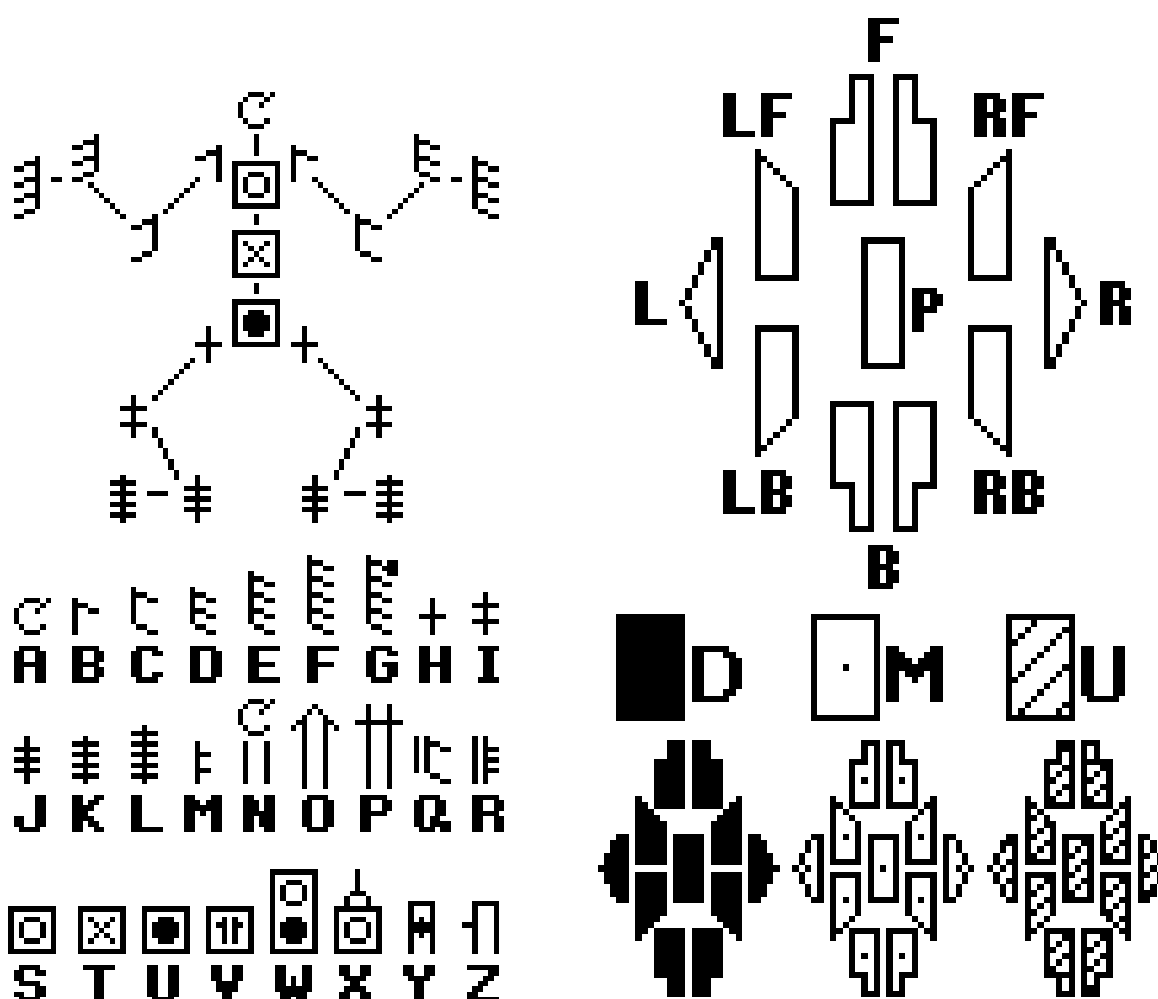 F
LF RF
L P R
LB RB
B
A B C D E F G H I
D M U
J K L M N O P Q R
S T U V W X Y Z